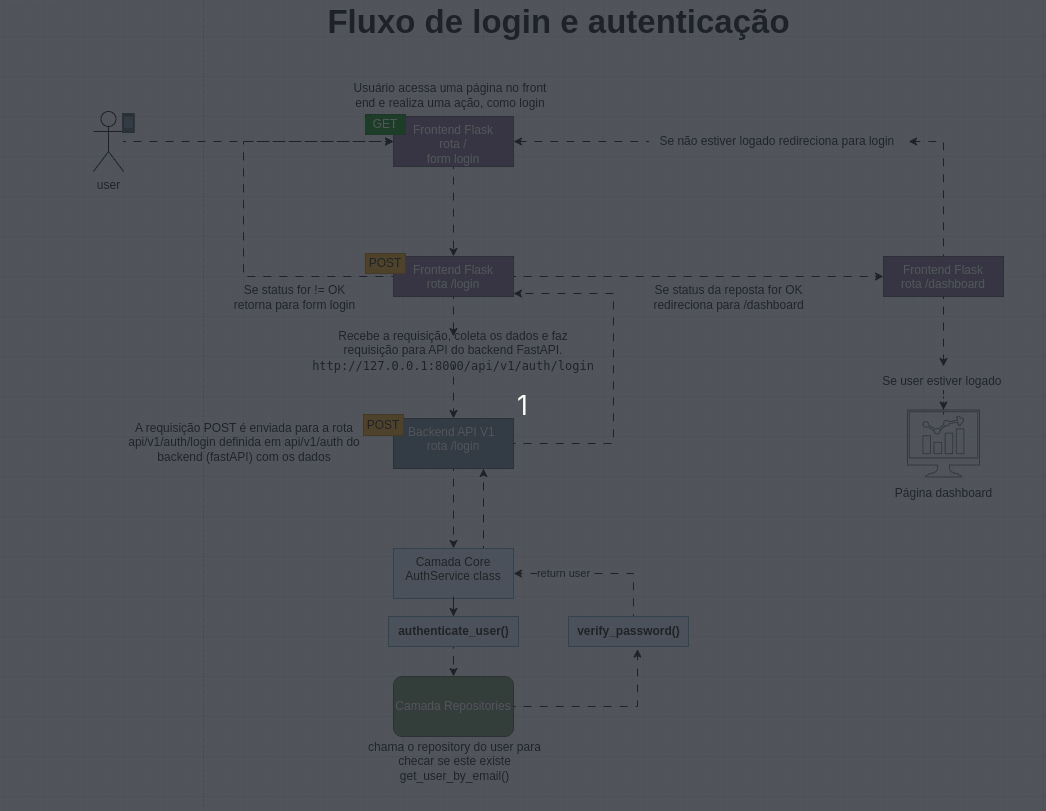 Fluxo de login e autenticação
Usuário acessa uma página no front
end e realiza uma ação, como login
GET
Frontend Flask
rota /
form login
Se não estiver logado redireciona para login
user
POST
Frontend Flask
rota /login
Frontend Flask
rota /dashboard
Se status for != OK
retorna para form login
Se status da reposta for OK
redireciona para /dashboard
Recebe a requisição, coleta os dados e faz
requisição para API do backend FastAPI.
http://127.0.0.1:8000/api/v1/auth/login
Se user estiver logado
1
POST
Backend API V1
rota /login
A requisição POST é enviada para a rota
api/v1/auth/login definida em api/v1/auth do
backend (fastAPI) com os dados
Página dashboard
Camada Core
AuthService class
return user
authenticate_user()
verify_password()
Camada Repositories
chama o repository do user para
checar se este existe
get_user_by_email()